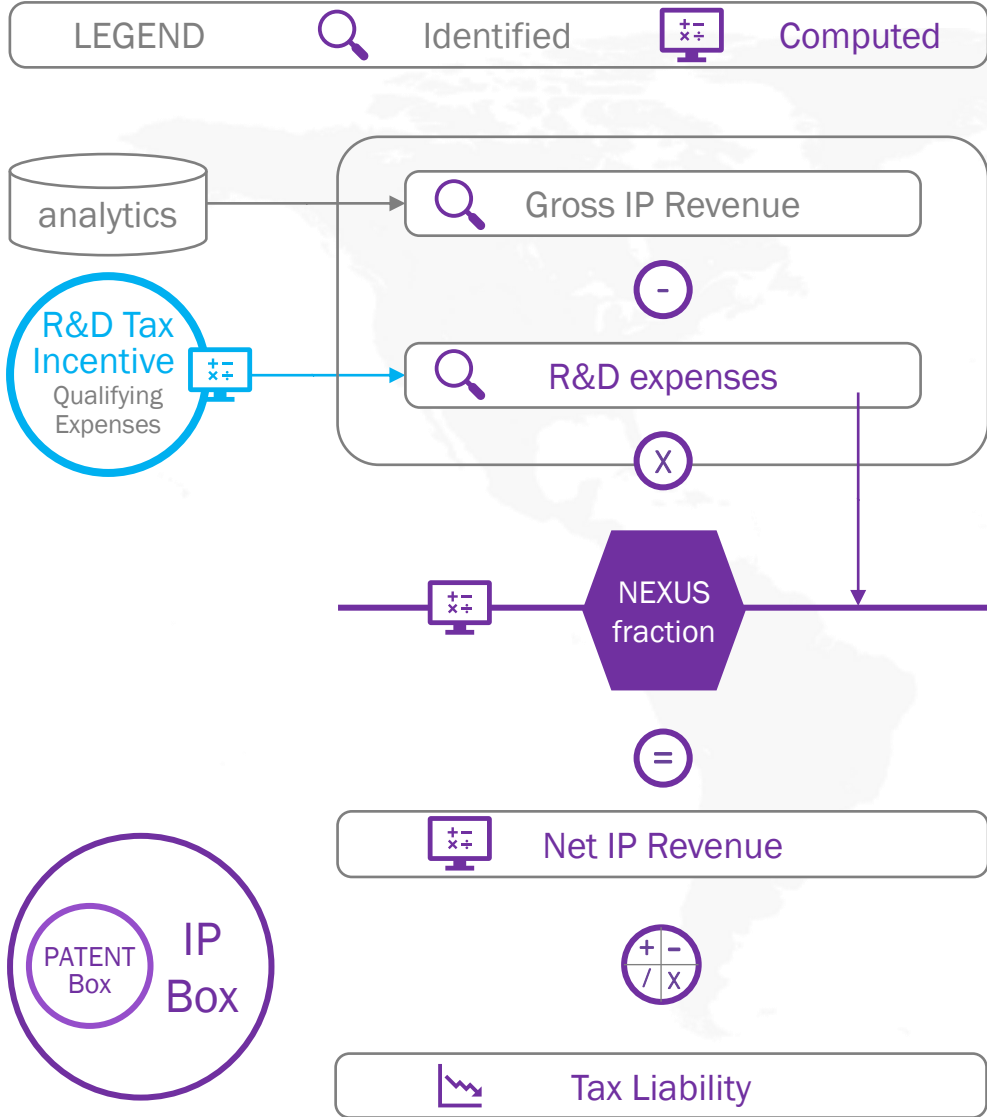 LEGEND Identified Computed
analytics
Gross IP Revenue
-
R&D Tax
Incentive
Qualifying
Expenses
R&D expenses
X
NEXUS
fraction
=
Net IP Revenue
PATENT
Box
IP
Box
+ -
/ X
Tax Liability